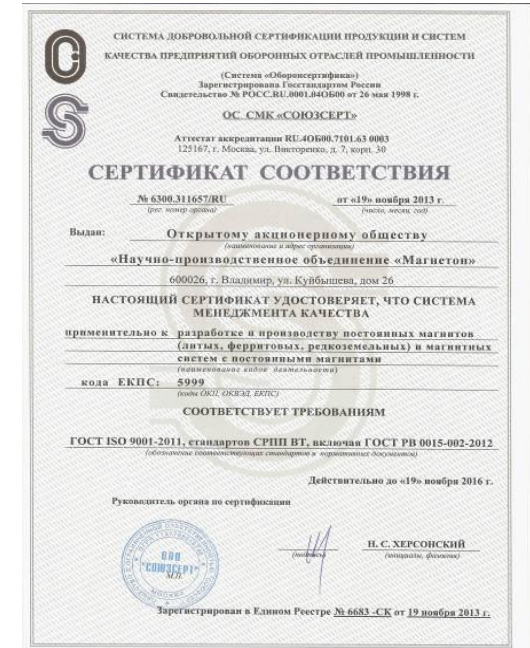 СИСТЕМА ДОБРОВОЛЬНОЙ СЕРТИФИКАЦИИ ПРОДУКЦИИ И СИСТЕМ
КАЧЕСТВА ПРЕДПРИЯТИЙ ОБОРОННЫХ ОТРАСЛЕЙ ПРОМЫШЛЕННОСТИ
(Система «Оборонсертифика»)
Зарегистрирована Госстандартом России
Свидетельство № РОСС.RU.0001.04ОБ00 от 26 мая 1998 г.
ОС СМК «СОЮЗСЕРТ»
Аттестат аккредитации RU.4ОБ00.7101.63 0003
125167, г. Москва, ул. Викторенко, д. 7, корп. 30
СЕРТИФИКАТ СООТВЕТСТВИЯ
№ 6300.311657/RU от «19» ноября 2013 г.
(рег. номер органа) (число, месяц, год)
Выдан: Открытому акционерному обществу
(наименование и адрес организации)
«Научно-производственное объединение «Магнетон»
600026, г. Владимир, ул. Куйбышева, дом 26
НАСТОЯЩИЙ СЕРТИФИКАТ УДОСТОВЕРЯЕТ, ЧТО СИСТЕМА
МЕНЕДЖМЕНТА КАЧЕСТВА
применительно к разработке и производству постоянных магнитов
(литых, ферритовых, редкоземельных) и магнитных
систем с постоянными магнитами
(наименование видов деятельности)
кода ЕКПС: 5999
(коды ОКП, ОКВЭД, ЕКПС)
СООТВЕТСТВУЕТ ТРЕБОВАНИЯМ
ГОСТ ISO 9001-2011, стандартов СРПП ВТ, включая ГОСТ РВ 0015-002-2012
(обозначение соответствующих стандартов и нормативных документов)
Действительно до «19» ноября 2016 г.
Руководитель органа по сертификации
Н. С. ХЕРСОНСКИЙ
(подпись) (инициалы, фамилия)
ООО
"СОЮЗСЕРТ"
М.П.
МОСКВА
Зарегистрирован в Едином Реестре № 6683 -СК от 19 ноября 2013 г.